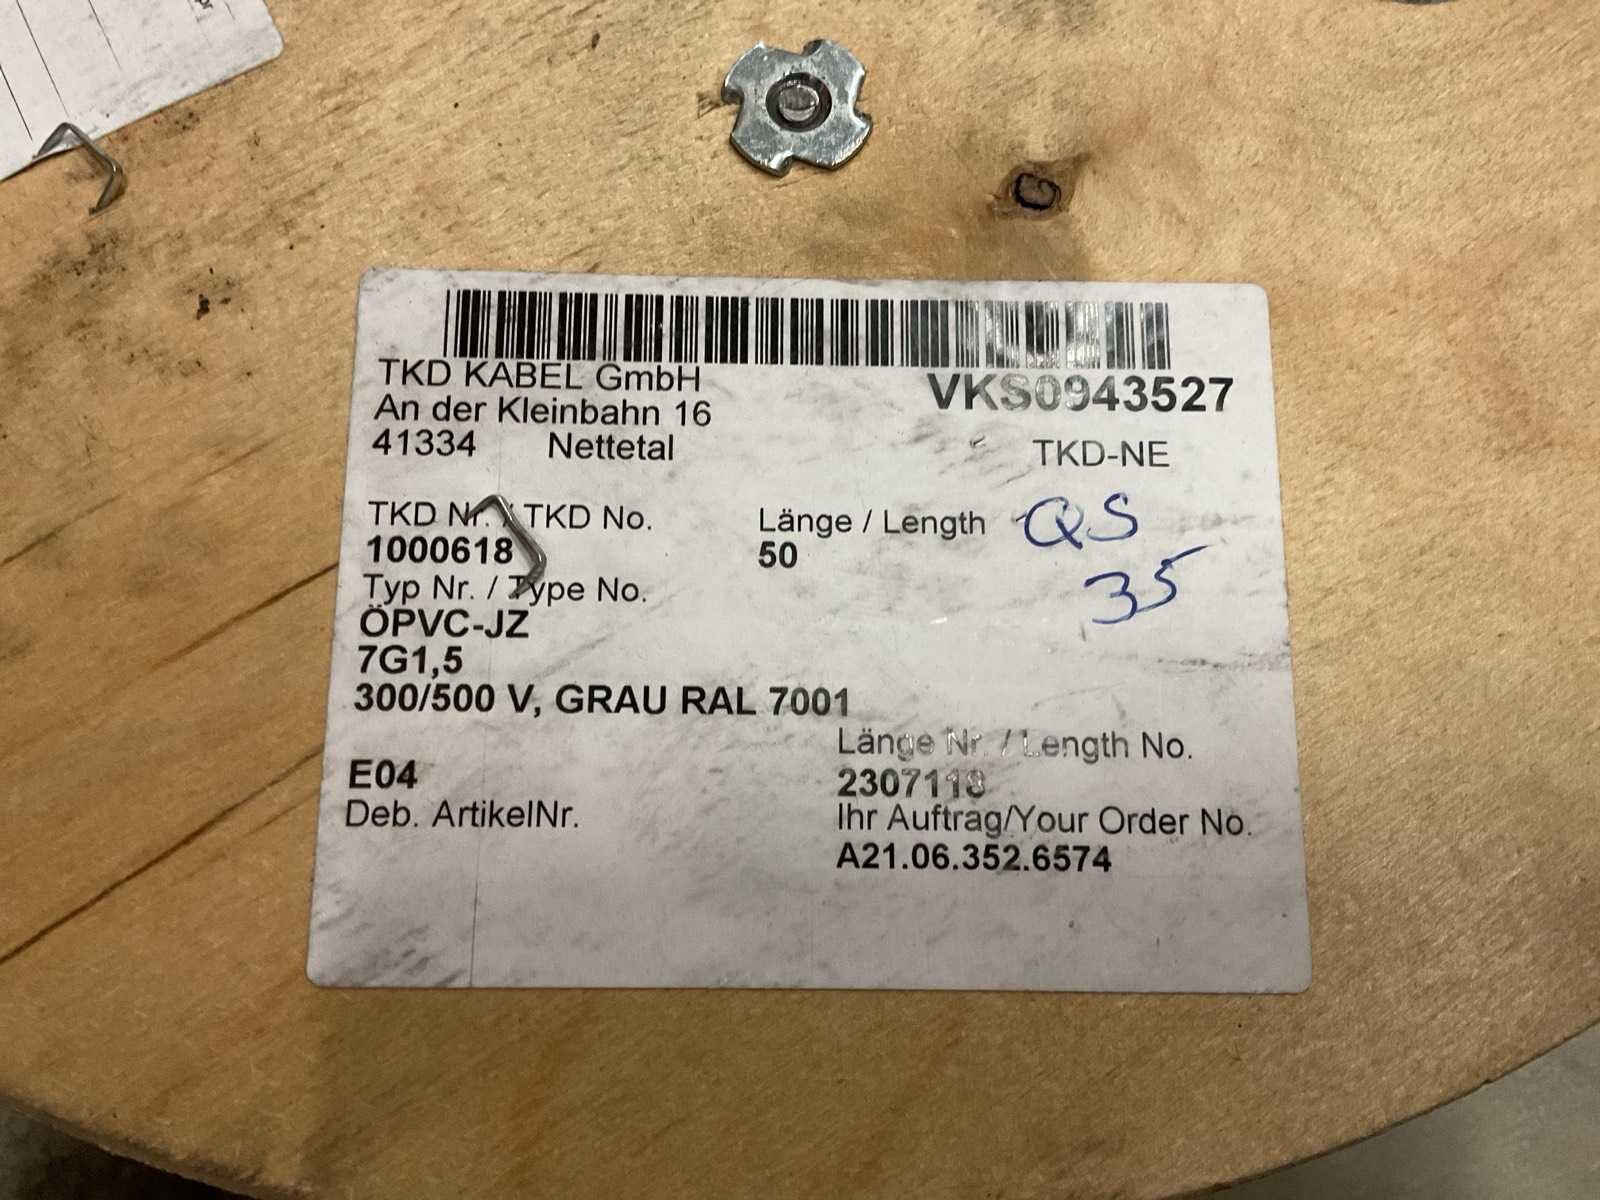 TKD KABEL GmbH
An der Kleinbahn 16
41334 Nettetal
VKS0943527
TKD-NE
TKD Nr. / TKD No.
1000618
Länge / Length
50
QS
35
Typ Nr. / Type No.
ÖPVC-JZ
7G1,5
300/500 V, GRAU RAL 7001
E04
Deb. ArtikelNr.
Länge Nr. / Length No.
2307118
Ihr Auftrag/Your Order No.
A21.06.352.6574